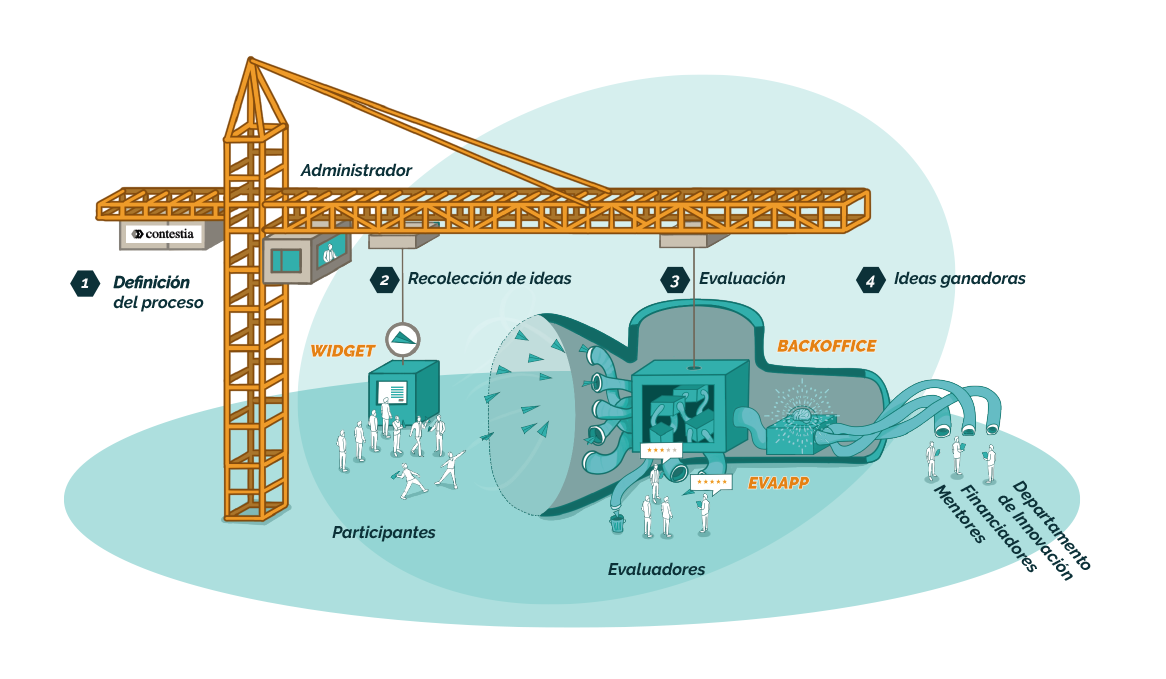 Administrador
contestia
1
Definición
del proceso
2
Recolección de ideas
3
Evaluación
4
Ideas ganadoras
WIDGET
BACKOFFICE
EVAAPP
Participantes
Evaluadores
Mentores
Financiadores
Departamento
de Innovación